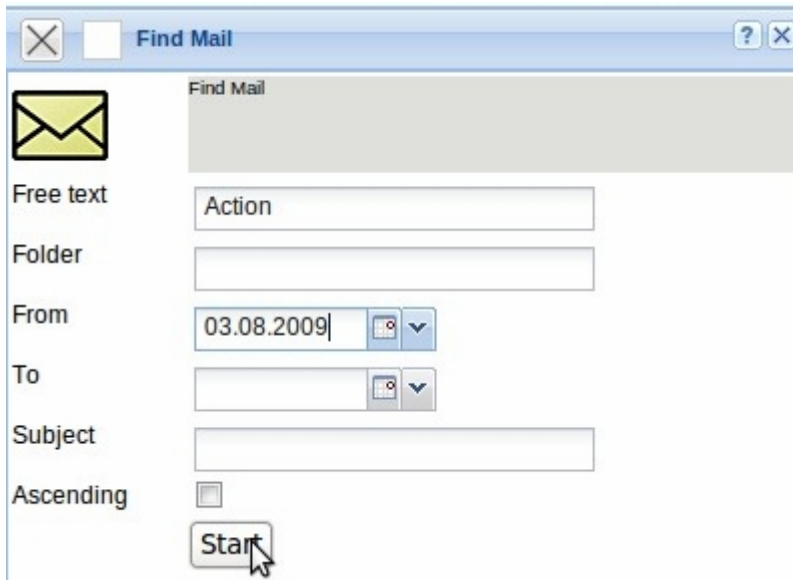 Find Mail
?
Find Mail
Free text
Action
Folder
From
03.08.2009
To
Subject
Ascending
Start